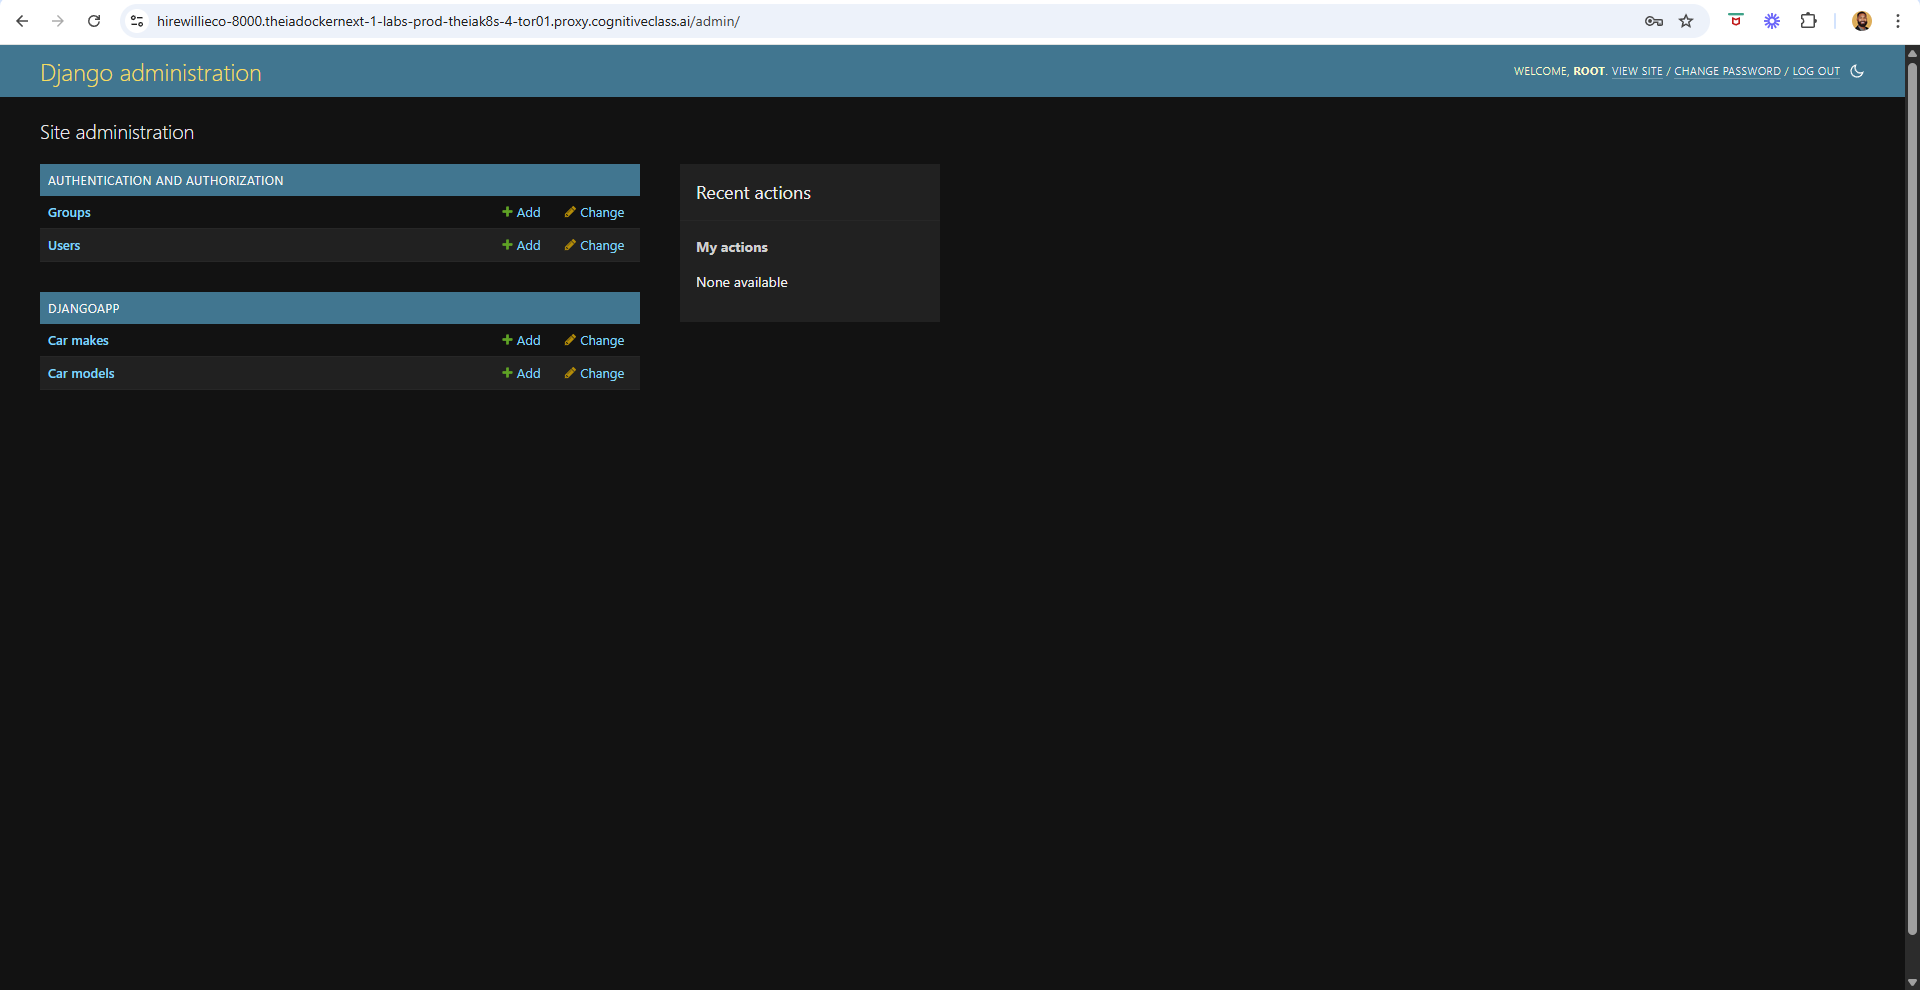 hirewillieco-8000.theiadockernext-1-labs-prod-theiak8s-4-tor01.proxy.cognitiveclass.ai/admin/
Django administration
WELCOME, ROOT. VIEW SITE / CHANGE PASSWORD / LOG OUT
Site administration
AUTHENTICATION AND AUTHORIZATION
Groups Add Change
Users Add Change
DJANGOAPP
Car makes Add Change
Car models Add Change
Recent actions
My actions
None available